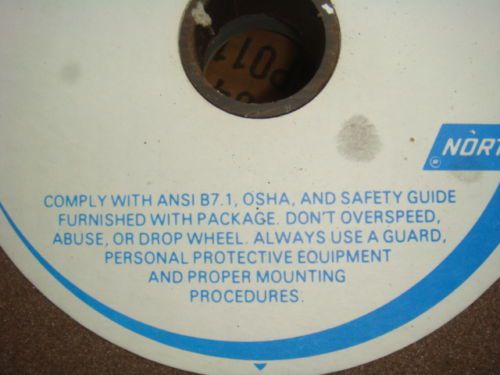 P011
NORT
COMPLY WITH ANSI B7.1, OSHA, AND SAFETY GUIDE
FURNISHED WITH PACKAGE. DON'T OVERSPEED,
ABUSE, OR DROP WHEEL. ALWAYS USE A GUARD,
PERSONAL PROTECTIVE EQUIPMENT
AND PROPER MOUNTING
PROCEDURES.